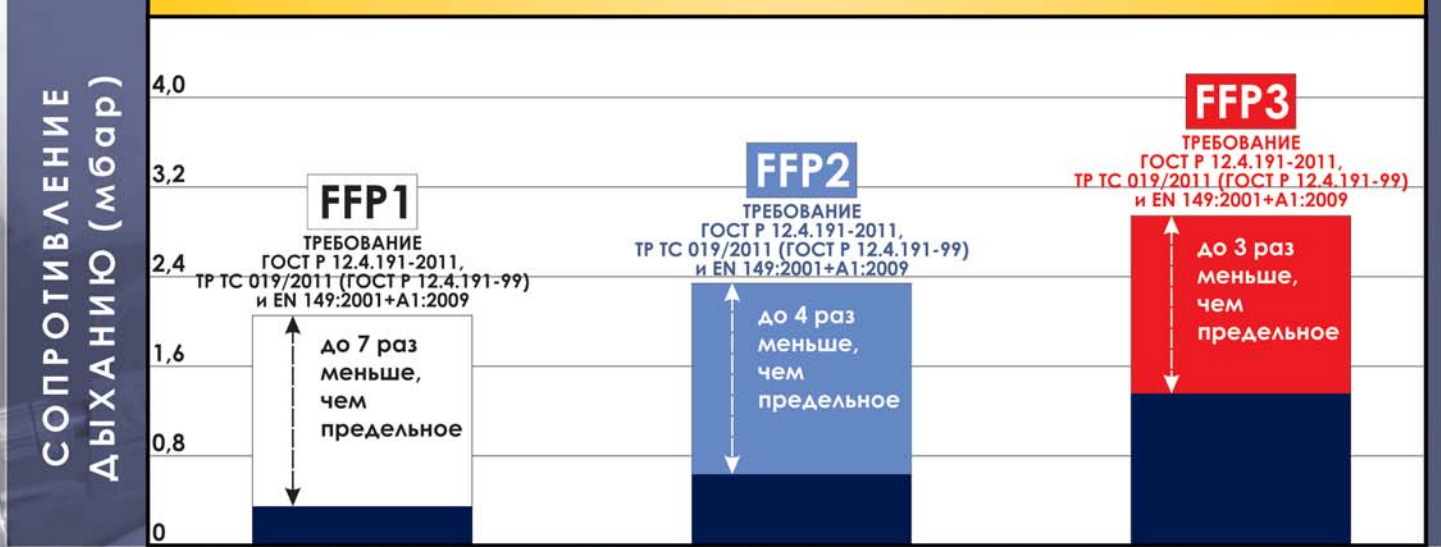 СОПРОТИВЛЕНИЕ
ДЫХАНИЮ (мбар)
4,0
3,2
2,4
1,6
0,8
0
FFP1
ТРЕБОВАНИЕ
ГОСТ Р 12.4.191-2011,
ТР ТС 019/2011 (ГОСТ Р 12.4.191-99)
и EN 149:2001+A1:2009
до 7 раз
меньше,
чем
предельное
FFP2
ТРЕБОВАНИЕ
ГОСТ Р 12.4.191-2011,
ТР ТС 019/2011 (ГОСТ Р 12.4.191-99)
и EN 149:2001+A1:2009
до 4 раз
меньше,
чем
предельное
FFP3
ТРЕБОВАНИЕ
ГОСТ Р 12.4.191-2011,
ТР ТС 019/2011 (ГОСТ Р 12.4.191-99)
и EN 149:2001+A1:2009
до 3 раз
меньше,
чем
предельное